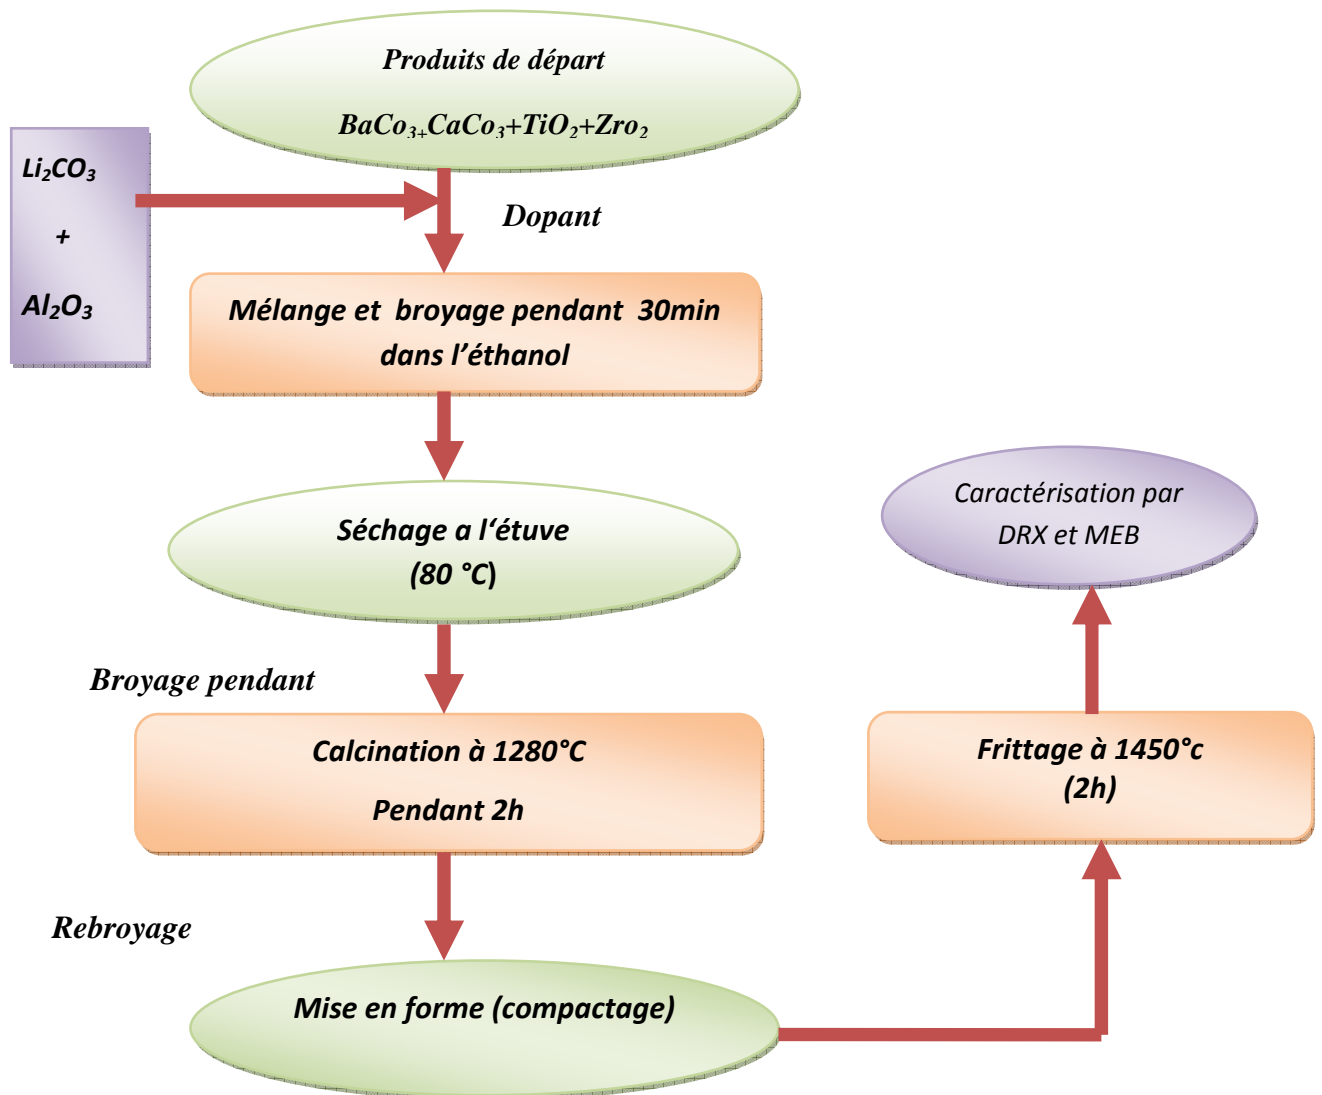 Produits de départ
BaCo₃₊CaCo₃+TiO₂+Zro₂
Li₂CO₃
+
Al₂O₃
Dopant
Mélange et broyage pendant 30min
dans l'éthanol
Séchage a l'étuve
(80 °C)
Broyage pendant
Calcination à 1280°C
Pendant 2h
Rebroyage
Mise en forme (compactage)
Frittage à 1450°c
(2h)
Caractérisation par
DRX et MEB